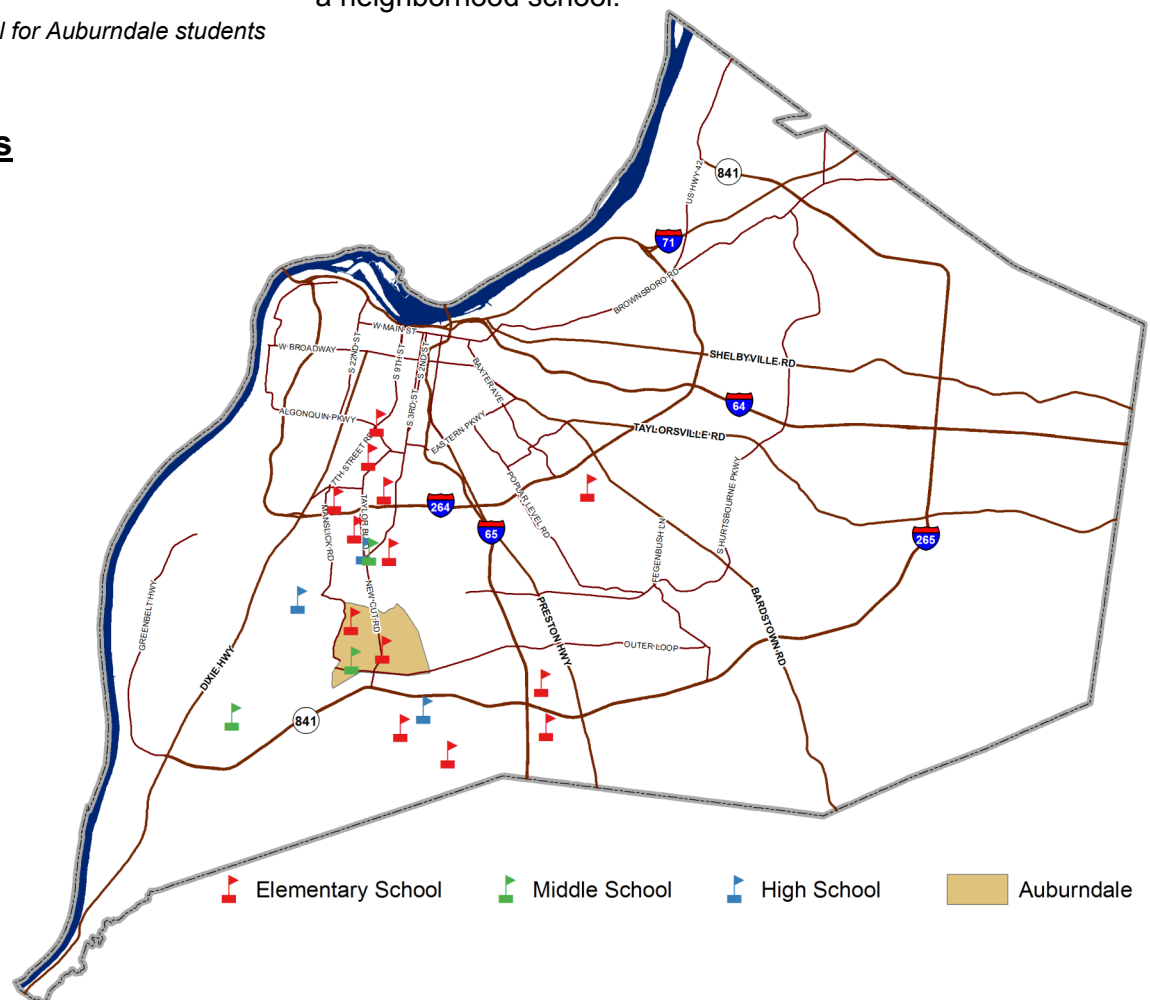 a neighborhood school.
l for Auburndale students
s
841
US HWY 42
71
BROWNSBORO RD
W MAIN ST
W BROADWAY
S 22ND ST
S 9TH ST
S 2ND ST
SHELBYVILLE RD
BAXTER AVE
64
ALGONQUIN PKWY
S 3RD ST
EASTERN PKWY
TAYLORSVILLE RD
7TH STREET RD
POPLAR LEVEL RD
S HURTSBOURNE PKWY
264
MANSLICK RD
65
265
FEGENBUSH LN
GREENBELT HWY
NEW CUT RD
PRESTON HWY
BARDSTOWN RD
OUTER LOOP
DIXIE HWY
841
Elementary School
Middle School
High School
Auburndale